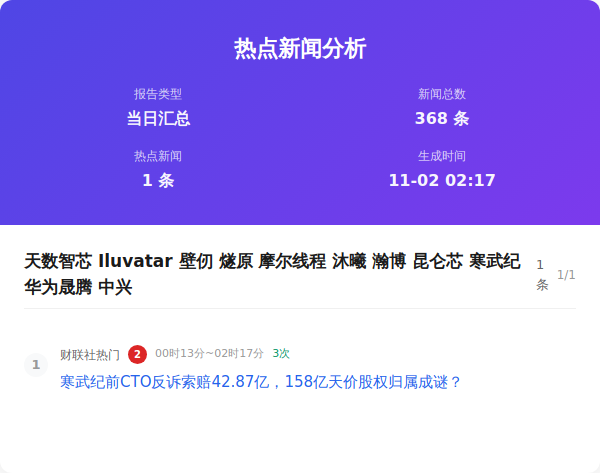 热点新闻分析
报告类型
新闻总数
当日汇总
368 条
热点新闻
生成时间
1 条
11-02 02:17
天数智芯 Iluvatar 壁仞 燧原 摩尔线程 沐曦 瀚博 昆仑芯 寒武纪
华为晟腾 中兴
1
条
1/1
1
财联社热门 2 00时13分~02时17分 3次
寒武纪前CTO反诉索赔42.87亿，158亿天价股权归属成谜？